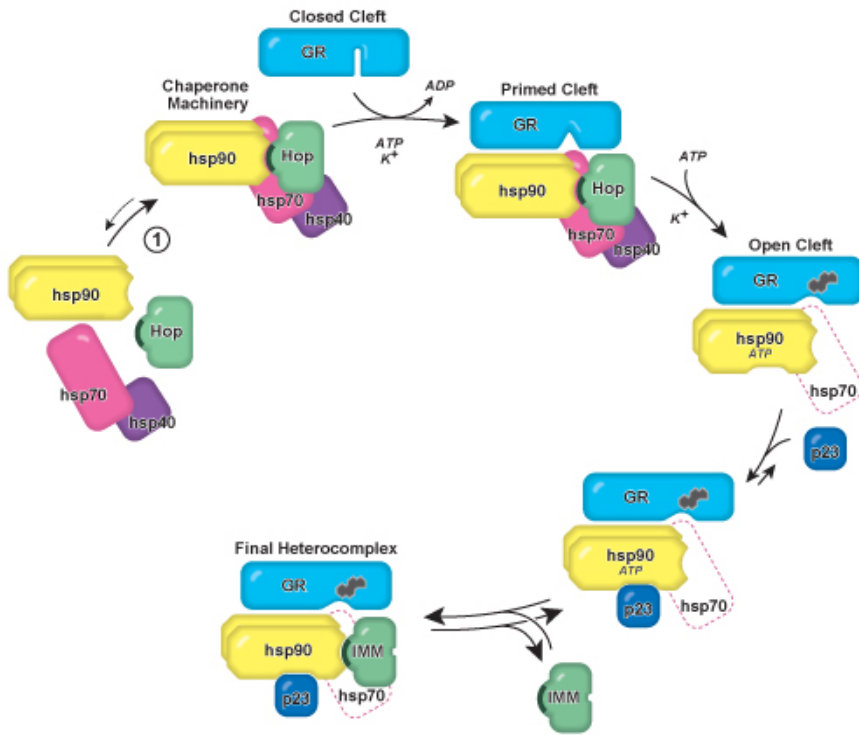 Closed Cleft
GR
Chaperone
Machinery
hsp90
Hop
hsp70
hsp40
ADP
ATP
K+
Primed Cleft
GR
hsp90
Hop
hsp70
hsp40
ATP
K+
1
hsp90
Hop
hsp70
hsp40
Open Cleft
GR
hsp90
ATP
hsp70
p23
GR
hsp90
ATP
p23
hsp70
Final Heterocomplex
GR
hsp90
IMM
p23
hsp70
IMM